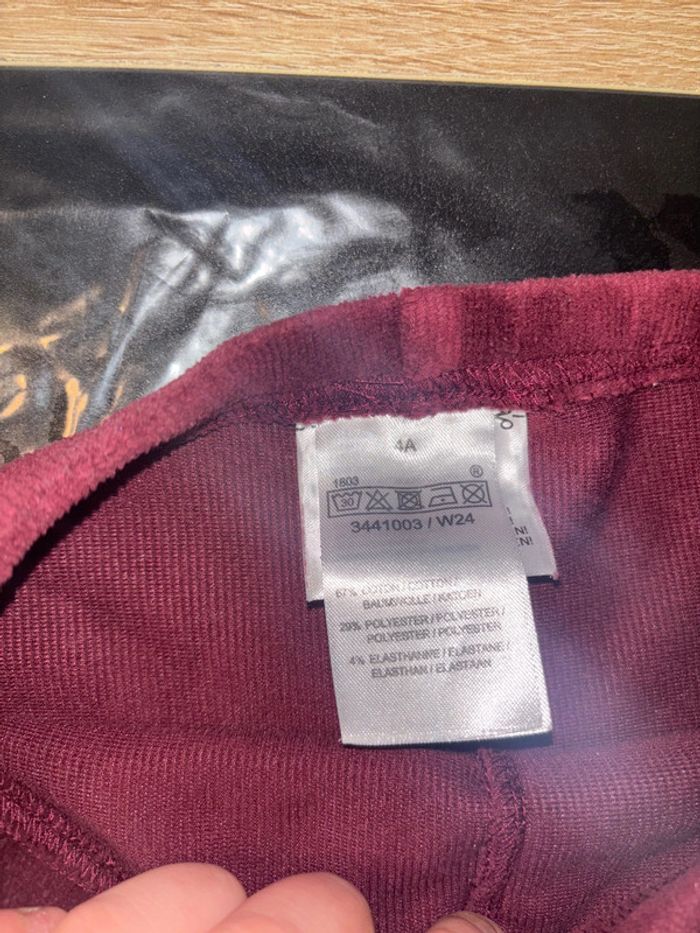 4A
1803 ®
30
3441003 / W24
67% COTON / COTTON /
BAUMWOLLE / KATOEN
29% POLYESTER / POLYESTER /
POLYESTER / POLYESTER
4% ELASTHANNE / ELASTANE /
ELASTHAN / ELASTAAN